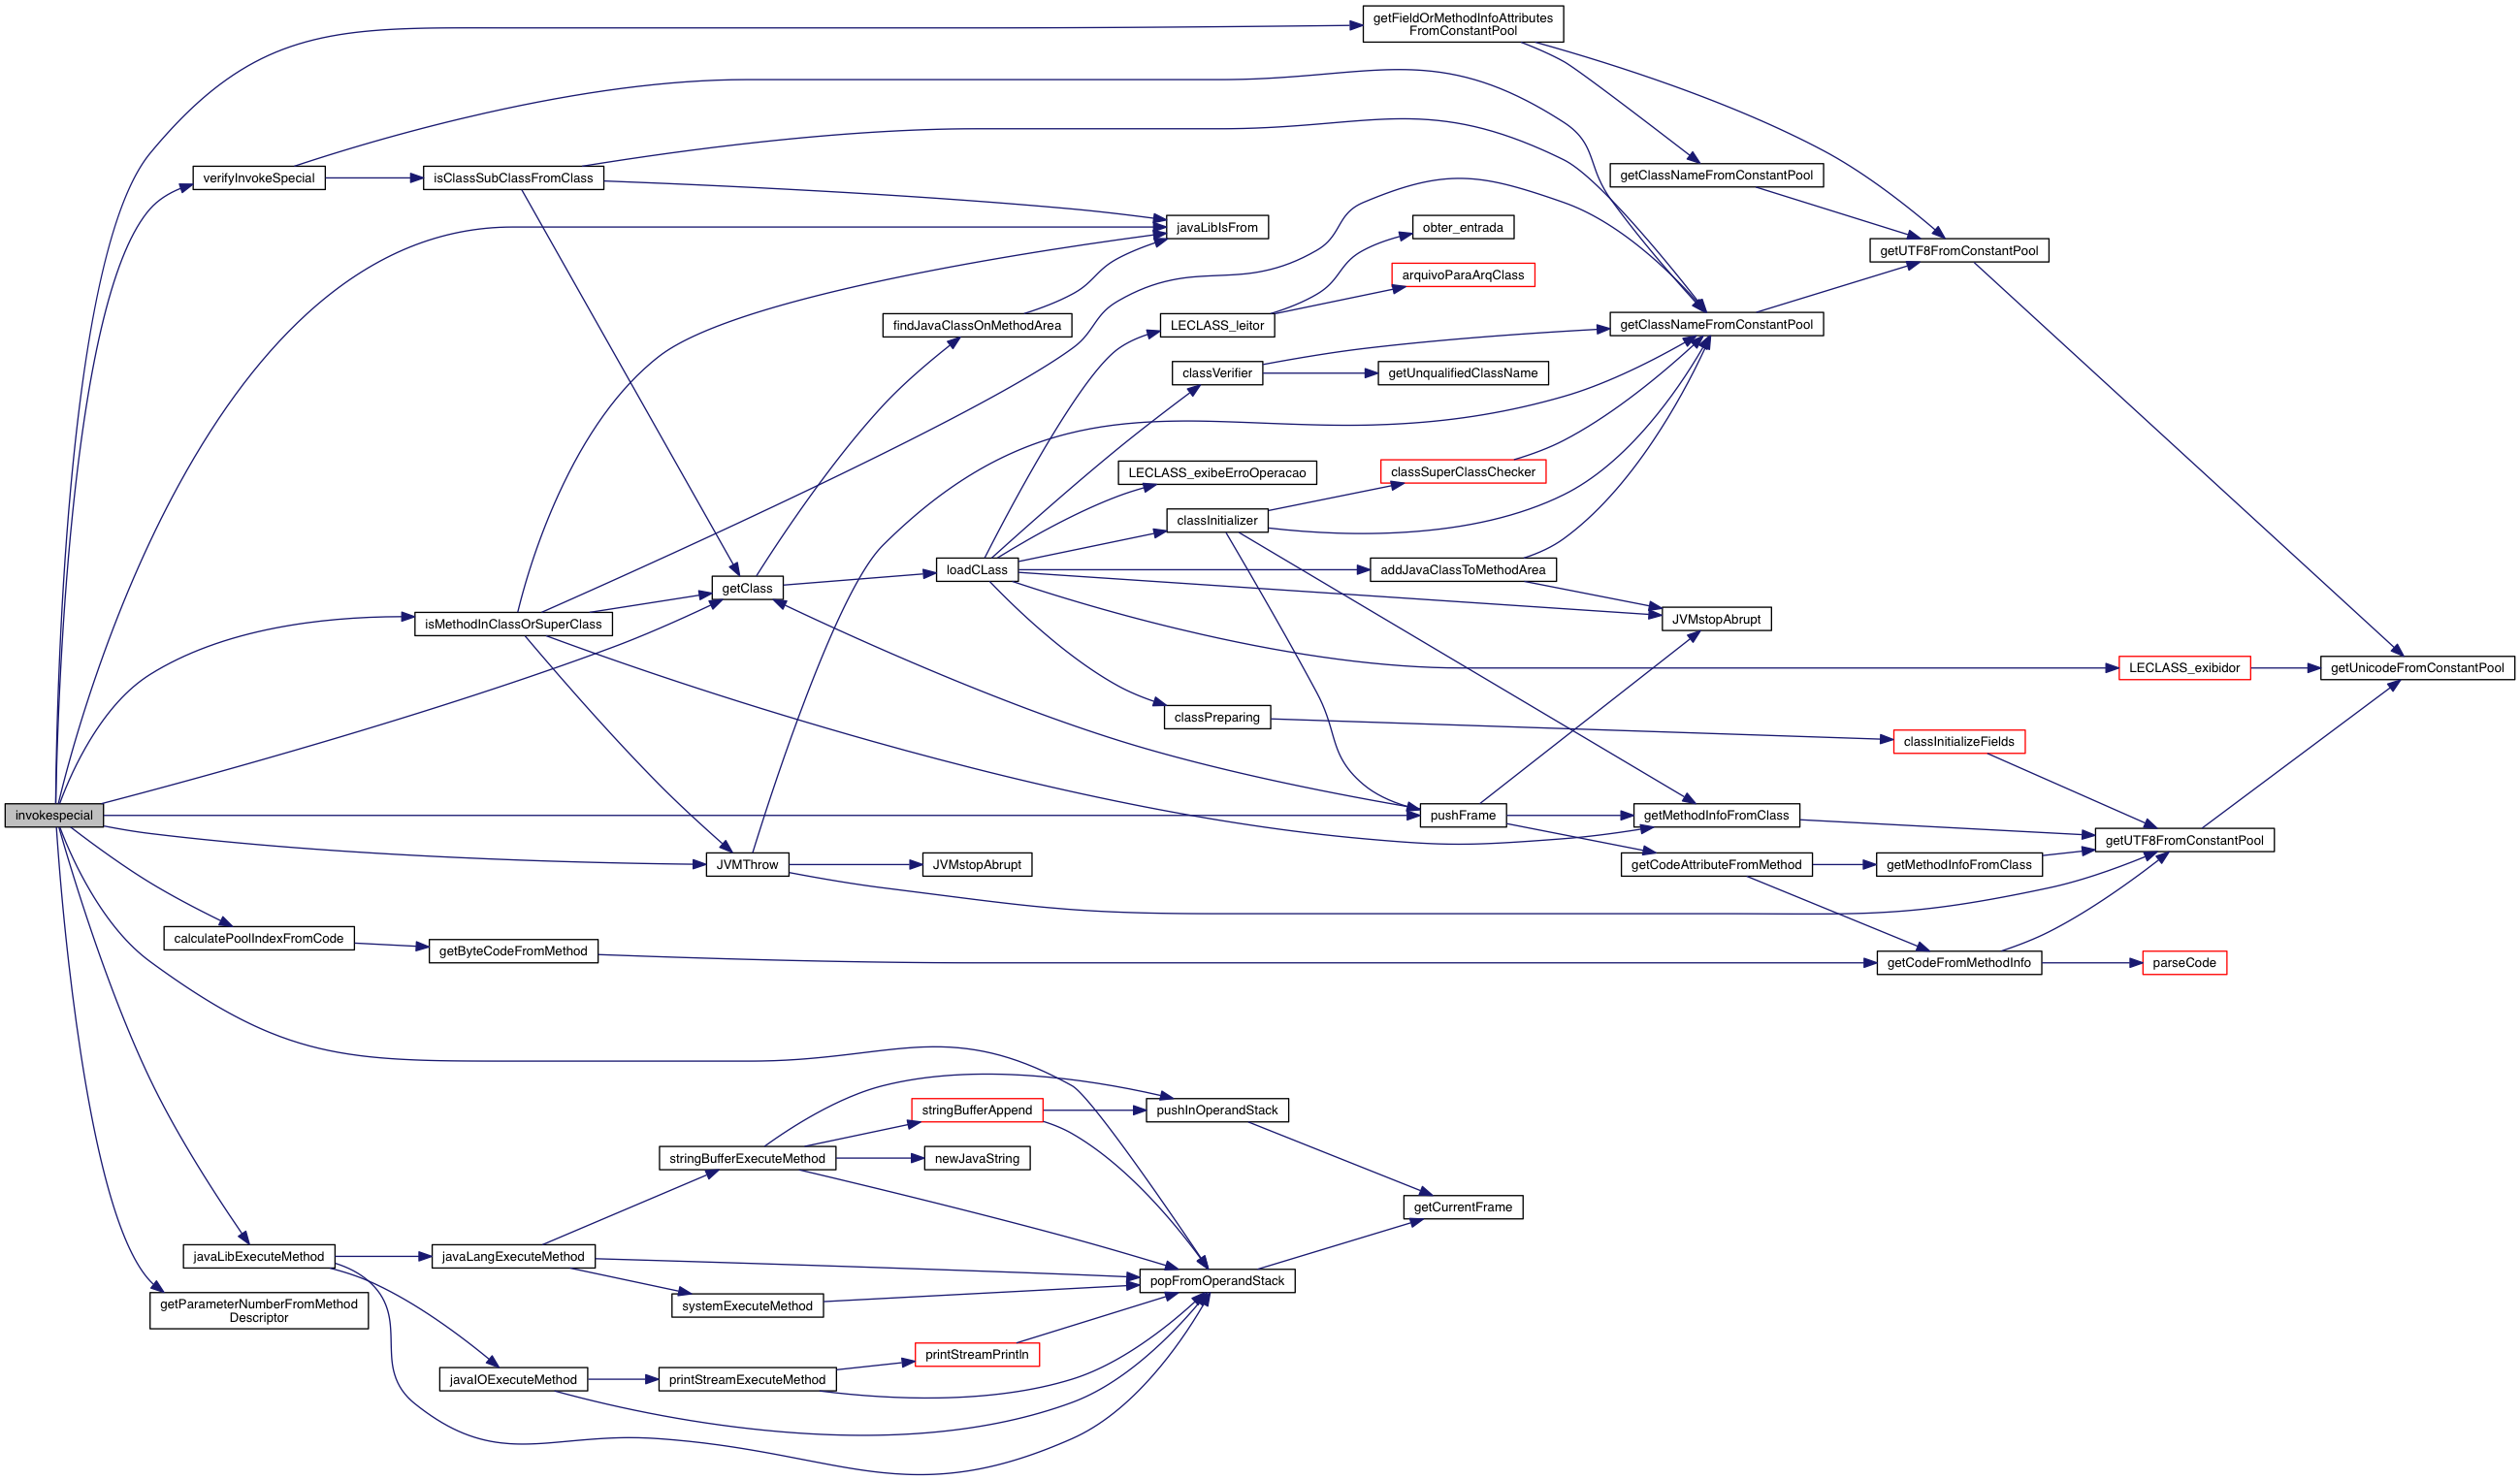 getFieldOrMethodInfoAttributes
FromConstantPool
verifyInvokeSpecial
isClassSubClassFromClass
getClassNameFromConstantPool
javaLibIsFrom
obter_entrada
getUTF8FromConstantPool
arquivoParaArqClass
findJavaClassOnMethodArea
LECLASS_leitor
getClassNameFromConstantPool
classVerifier
getUnqualifiedClassName
LECLASS_exibeErroOperacao
classSuperClassChecker
classInitializer
loadCLass
addJavaClassToMethodArea
getClass
isMethodInClassOrSuperClass
JVMstopAbrupt
LECLASS_exibidor
getUnicodeFromConstantPool
classPreparing
classInitializeFields
invokespecial
pushFrame
getMethodInfoFromClass
getUTF8FromConstantPool
JVMThrow
JVMstopAbrupt
getCodeAttributeFromMethod
getMethodInfoFromClass
calculatePoolIndexFromCode
getByteCodeFromMethod
getCodeFromMethodInfo
parseCode
stringBufferAppend
pushInOperandStack
stringBufferExecuteMethod
newJavaString
getCurrentFrame
javaLibExecuteMethod
javaLangExecuteMethod
popFromOperandStack
getParameterNumberFromMethod
Descriptor
systemExecuteMethod
printStreamPrintln
javaIOExecuteMethod
printStreamExecuteMethod